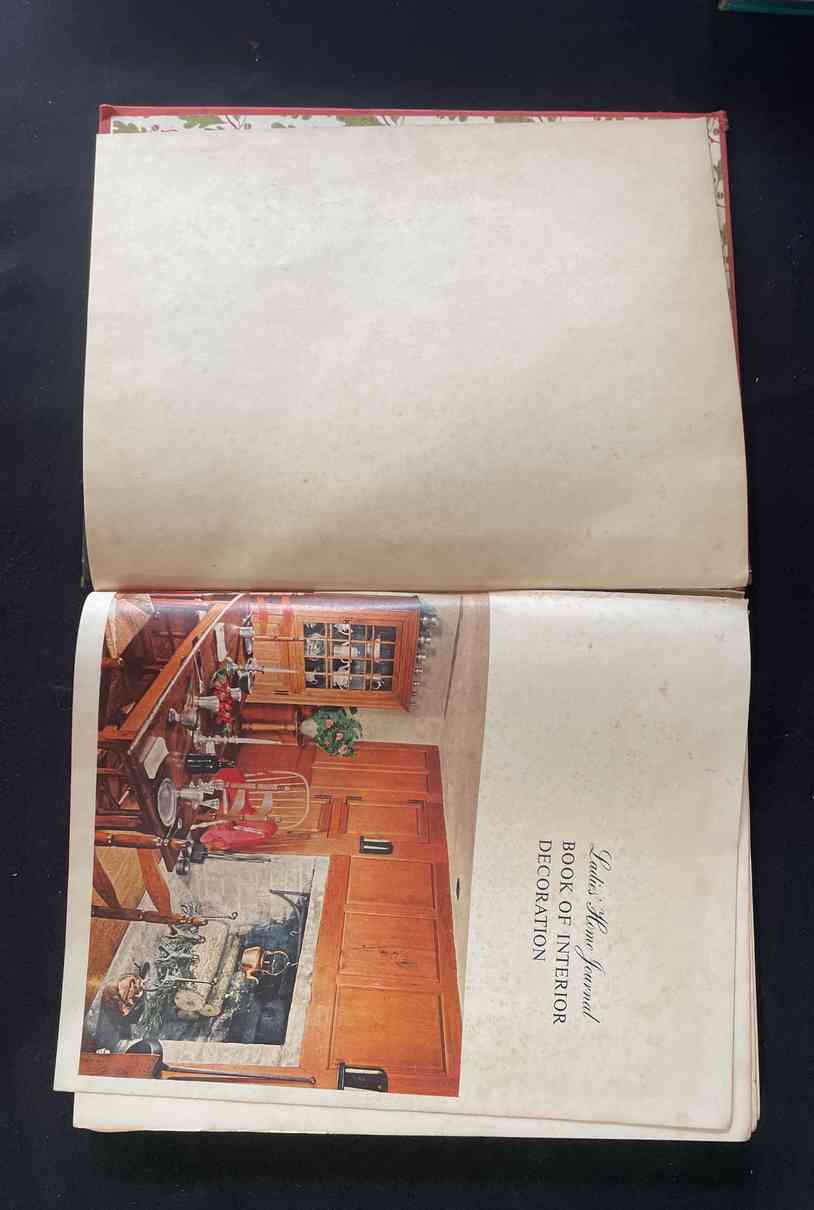 Ladies' Home Journal
BOOK OF INTERIOR
DECORATION